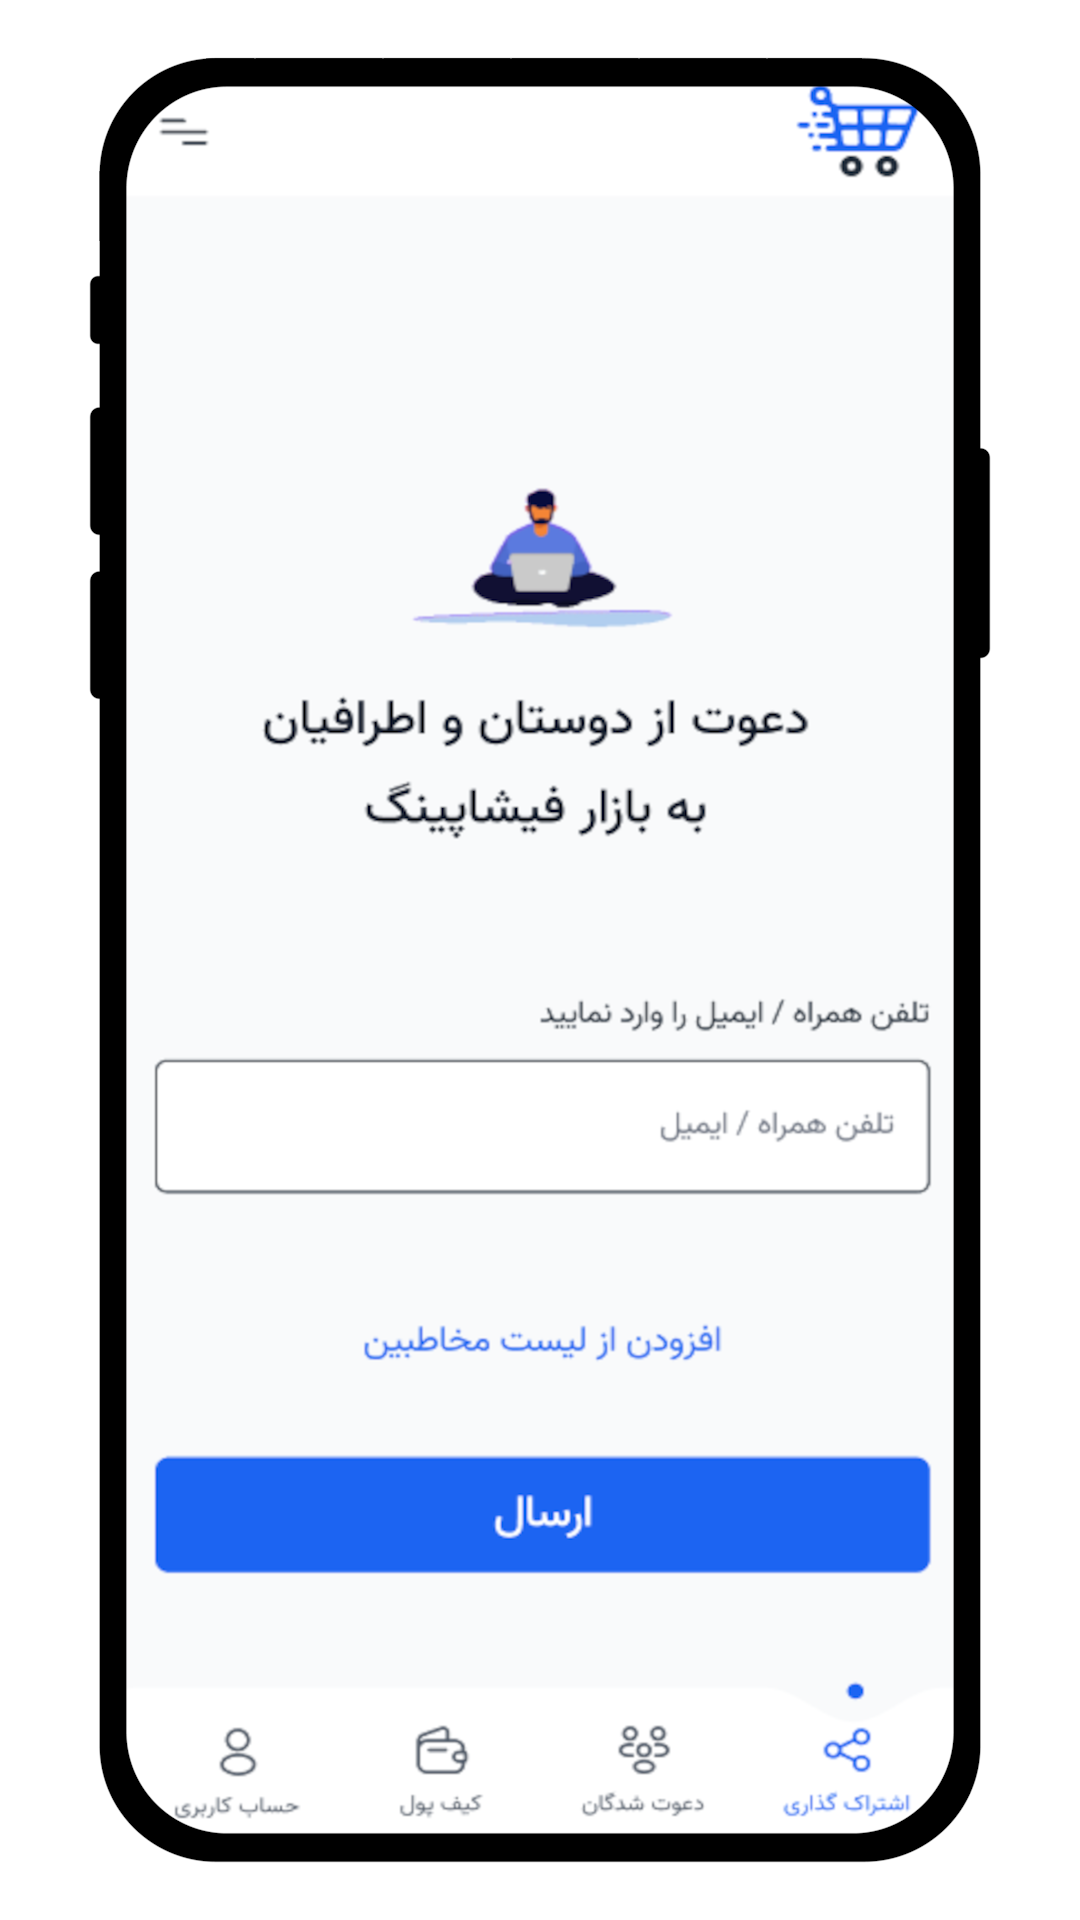 دعوت از دوستان و اطرافیان
به بازار فیشاپینگ
تلفن همراه / ایمیل را وارد نمایید
تلفن همراه / ایمیل
افزودن از لیست مخاطبین
ارسال
اشتراک گذاری
دعوت شدگان
کیف پول
حساب کاربری